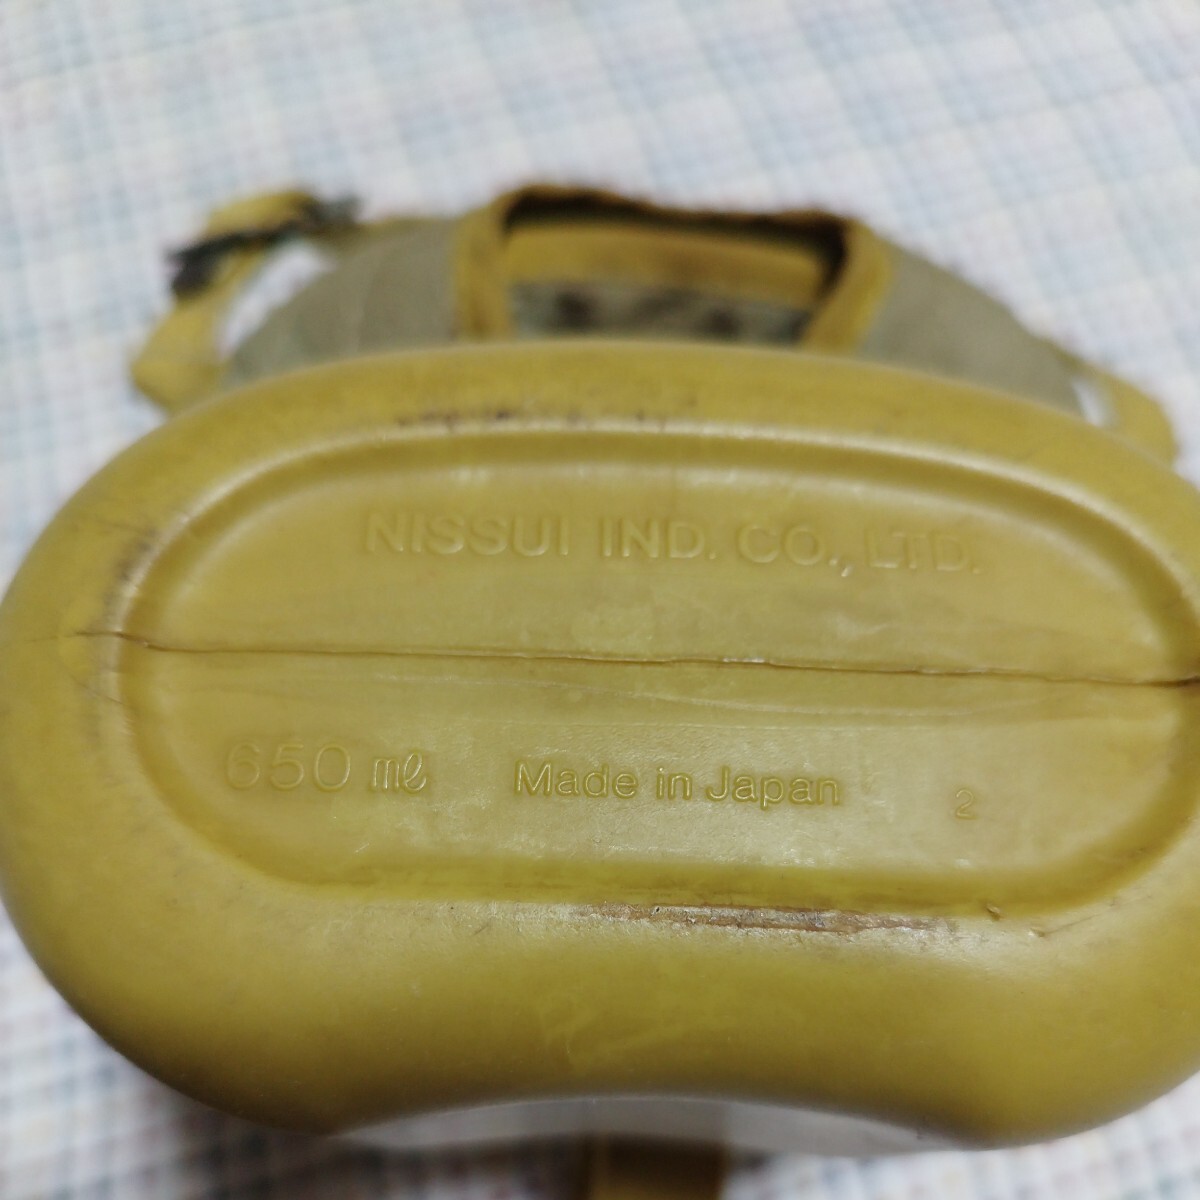 NISSUI IND. CO., LTD.
650 ㎖ Made in Japan 2